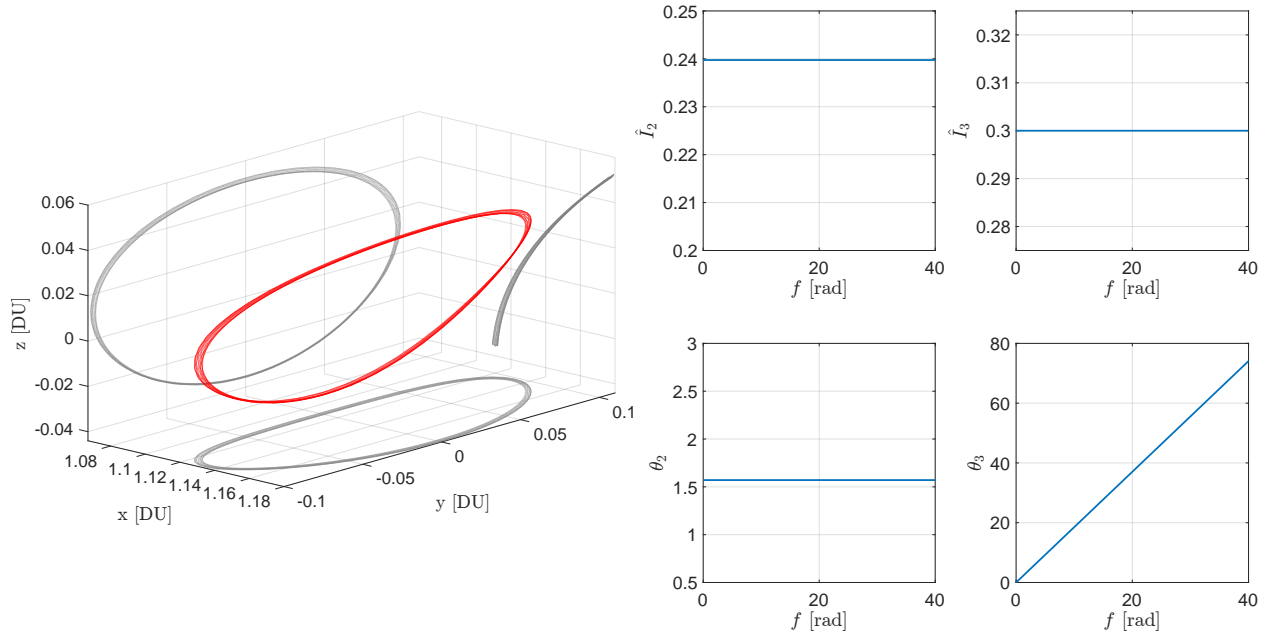 0.06
0.04
0.02
0
-0.02
-0.04
z [DU]
1.08
1.1
1.12
1.14
1.16
1.18
x [DU]
-0.1
-0.05
0
0.05
0.1
y [DU]
0.25
0.24
0.23
0.22
0.21
0.2
Î₂
0 20 40
f [rad]
0.32
0.31
0.3
0.29
0.28
Î₃
0 20 40
f [rad]
3
2.5
2
1.5
1
0.5
θ₂
0 20 40
f [rad]
80
60
40
20
0
θ₃
0 20 40
f [rad]